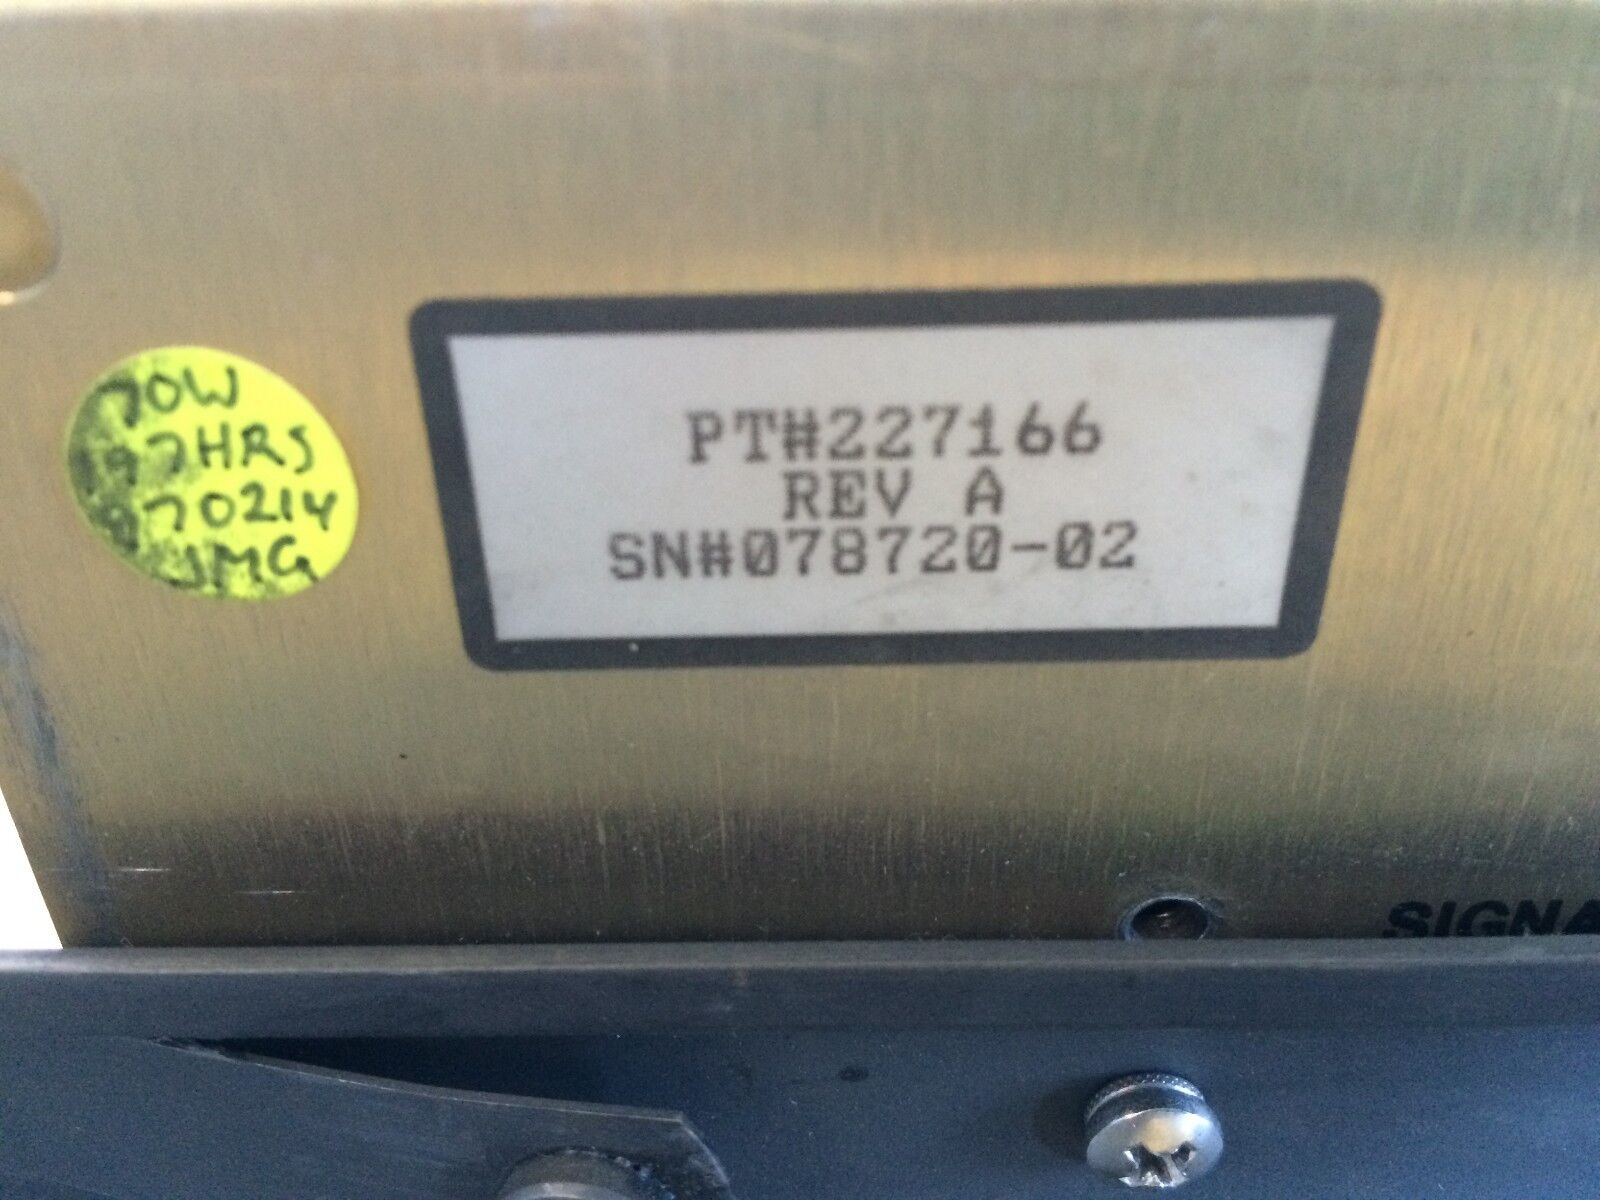 70W
97HRS
970214
JMG
PT#227166
REV A
SN#078720-02
SIGNA